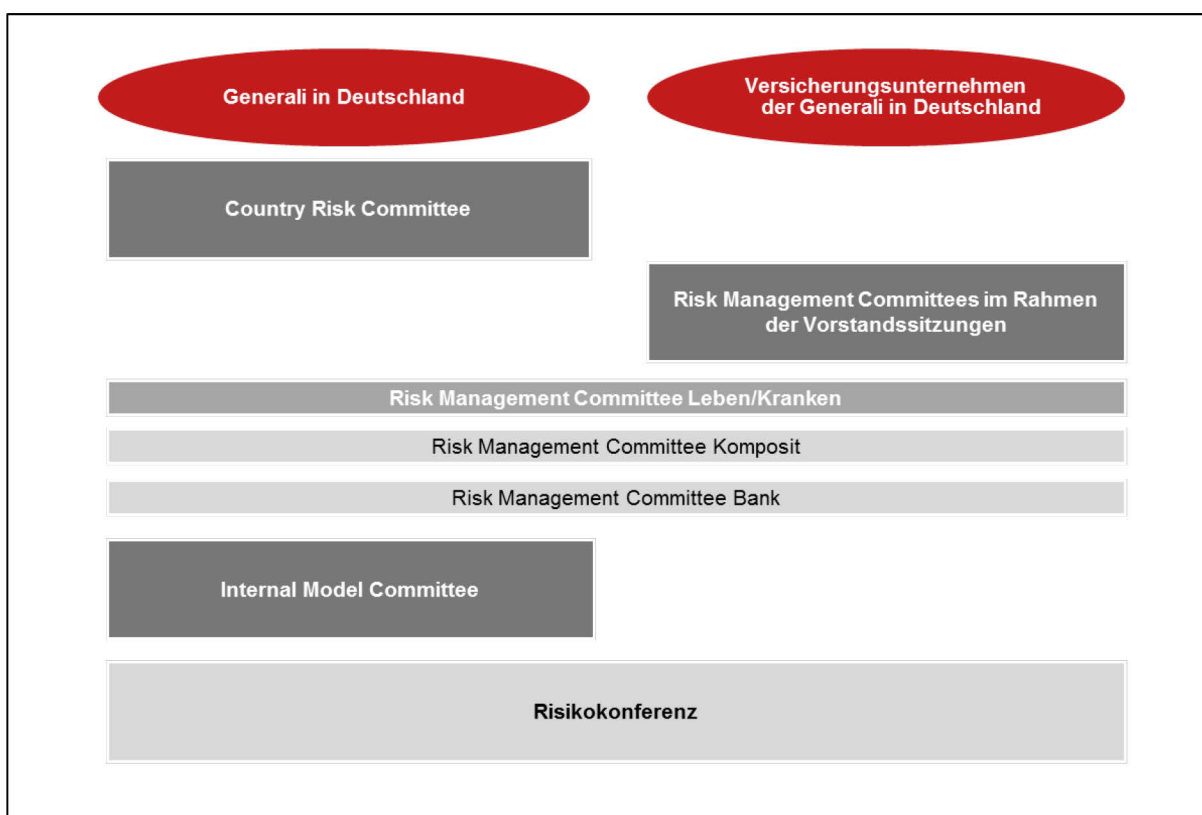 Generali in Deutschland
Versicherungsunternehmen
der Generali in Deutschland
Country Risk Committee
Risk Management Committees im Rahmen
der Vorstandssitzungen
Risk Management Committee Leben/Kranken
Risk Management Committee Komposit
Risk Management Committee Bank
Internal Model Committee
Risikokonferenz